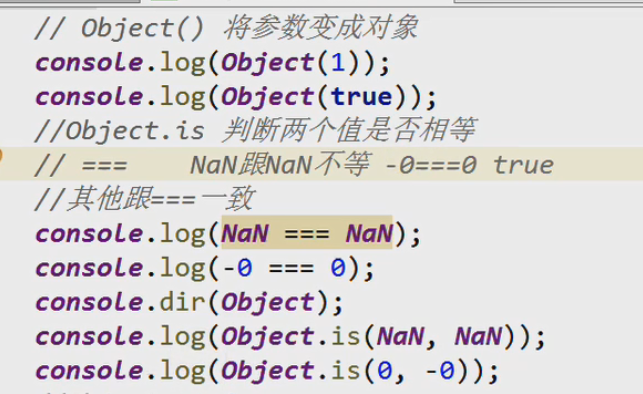 // Object() 将参数变成对象
console.log(Object(1));
console.log(Object(true));
//Object.is 判断两个值是否相等
// === NaN跟NaN不等 -0===0 true
//其他跟===一致
console.log(NaN === NaN);
console.log(-0 === 0);
console.dir(Object);
console.log(Object.is(NaN, NaN));
console.log(Object.is(0, -0));